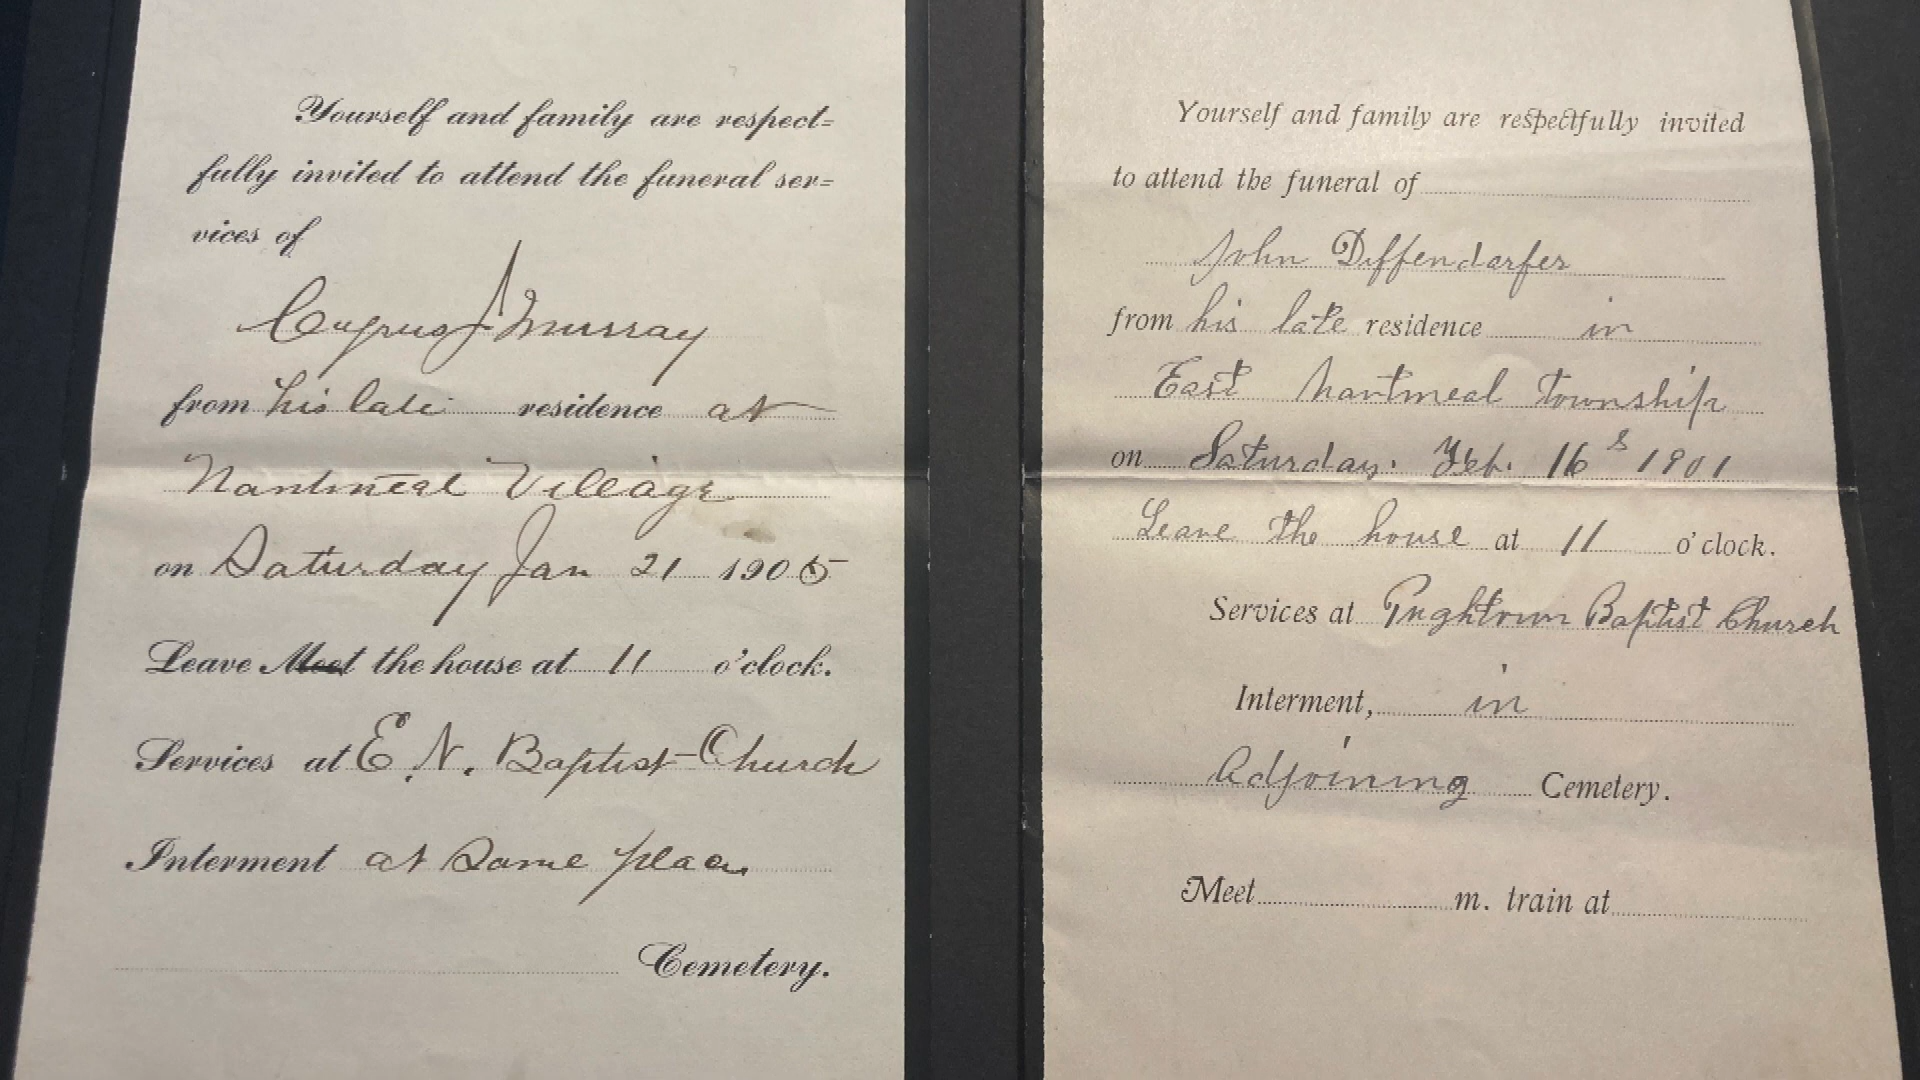 Yourself and family are respect=
fully invited to attend the funeral ser=
vices of
Cyrus J Murray
from his late residence at
Nantmeal Village
on Saturday Jan 21 1905
Leave Meet the house at 11 o'clock.
Services at E. N. Baptist Church
Interment at Same place
Cemetery.
Yourself and family are respectfully invited
to attend the funeral of
John Diffendarfer
from his late residence in
East Nantmeal Township
on Saturday. Feb. 16 s 1901
Leave the house at 11 o'clock.
Services at Pughtown Baptist Church
Interment, in
Adjoining Cemetery.
Meet m. train at